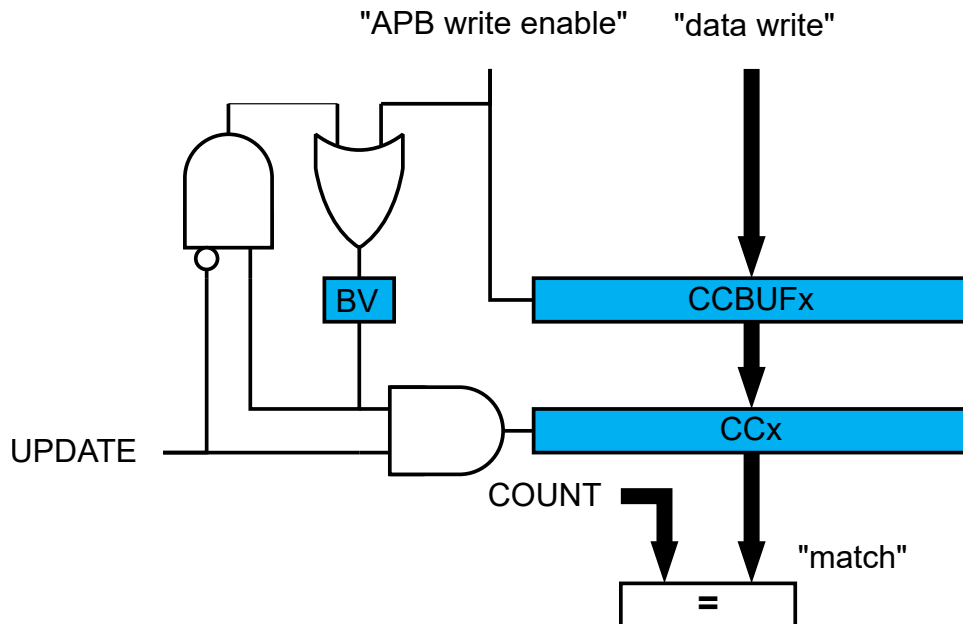 "APB write enable"
"data write"
BV
CCBUFx
CCx
UPDATE
COUNT
"match"
=